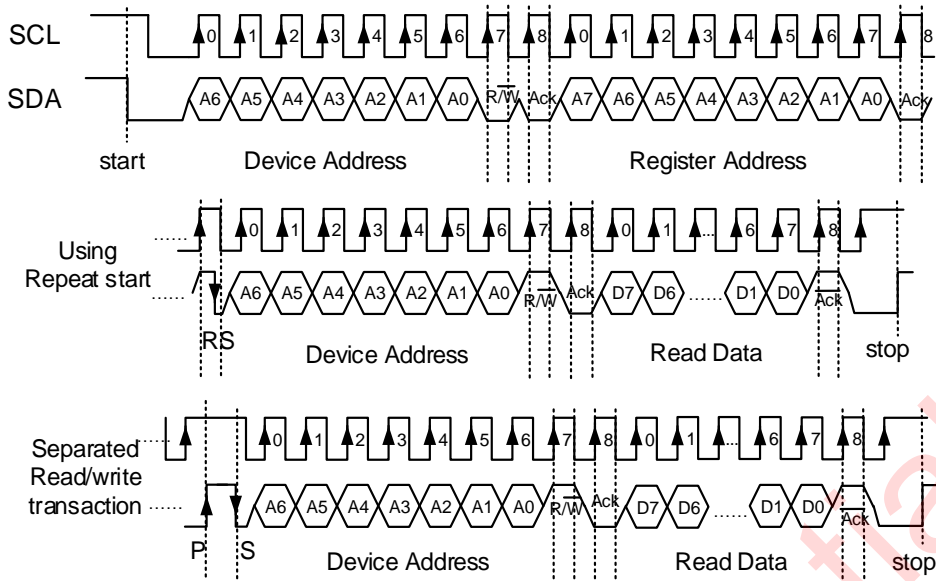 SCL 0 1 2 3 4 5 6 7 8 0 1 2 3 4 5 6 7 8
SDA A6 A5 A4 A3 A2 A1 A0 R/W Ack A7 A6 A5 A4 A3 A2 A1 A0 Ack
start Device Address Register Address
Using Repeat start
0 1 2 3 4 5 6 7 8 0 1 ... 6 7 8
...... A6 A5 A4 A3 A2 A1 A0 R/W Ack D7 D6 ...... D1 D0 Ack
RS Device Address Read Data stop
Separated Read/write transaction
...... 0 1 2 3 4 5 6 7 8 0 1 ... 6 7 8
...... A6 A5 A4 A3 A2 A1 A0 R/W Ack D7 D6 ...... D1 D0 Ack
P S Device Address Read Data stop